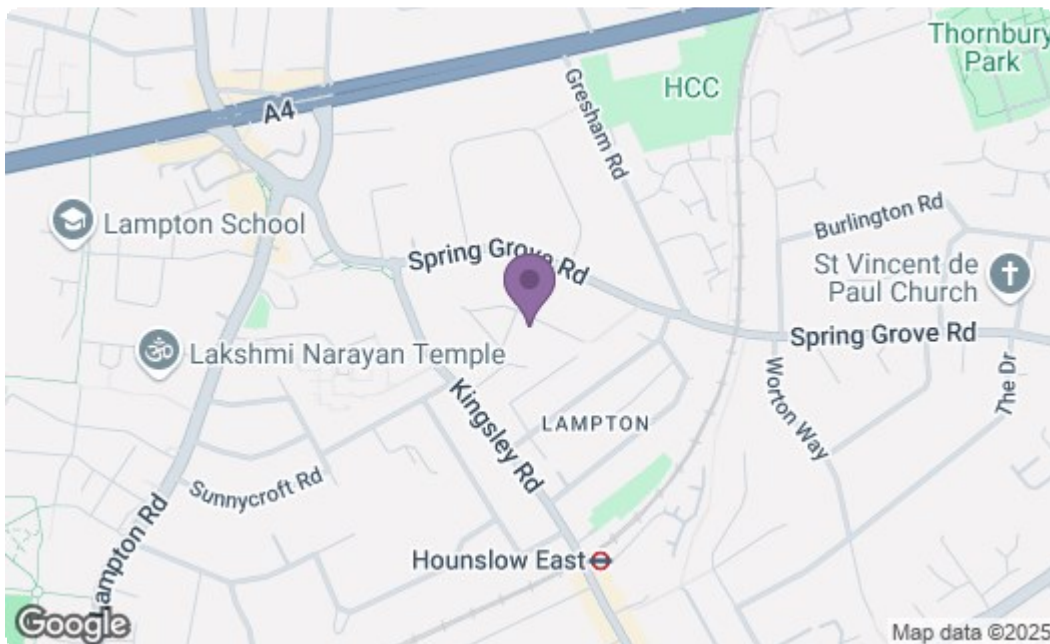 Thornbury
Park
HCC
A4
Gresham Rd
Lampton School
Burlington Rd
Spring Grove Rd
St Vincent de
Paul Church
Spring Grove Rd
Lakshmi Narayan Temple
Kingsley Rd
LAMPTON
Worton Way
The Dr
Sunnycroft Rd
Lampton Rd
Hounslow East
Google
Map data ©2025